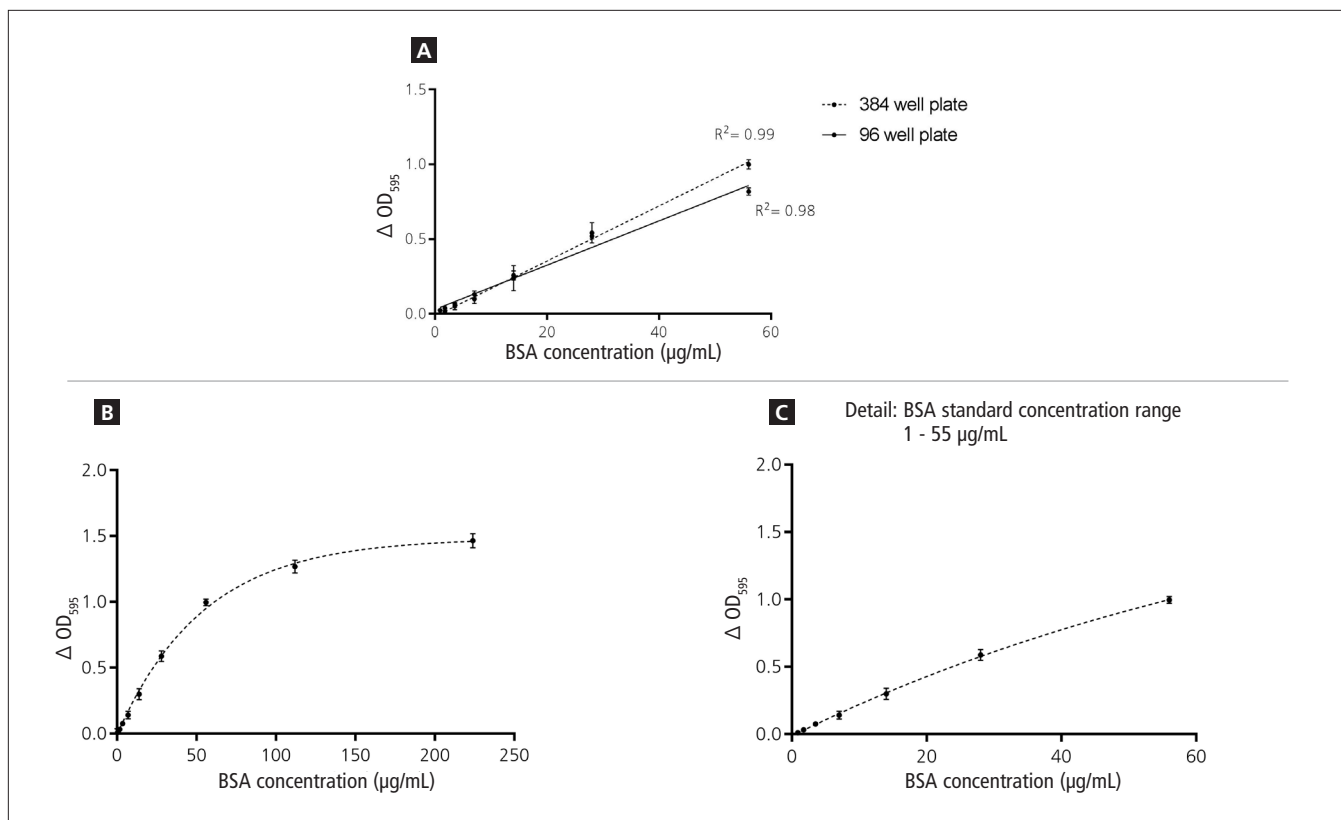 A
1.5
1.0
0.5
0.0
Δ OD595
0 20 40 60
BSA concentration (µg/mL)
R²= 0.99
R²= 0.98
384 well plate
96 well plate
B
2.0
1.5
1.0
0.5
0.0
Δ OD595
0 50 100 150 200 250
BSA concentration (µg/mL)
C
Detail: BSA standard concentration range
1 - 55 µg/mL
2.0
1.5
1.0
0.5
0.0
Δ OD595
0 20 40 60
BSA concentration (µg/mL)